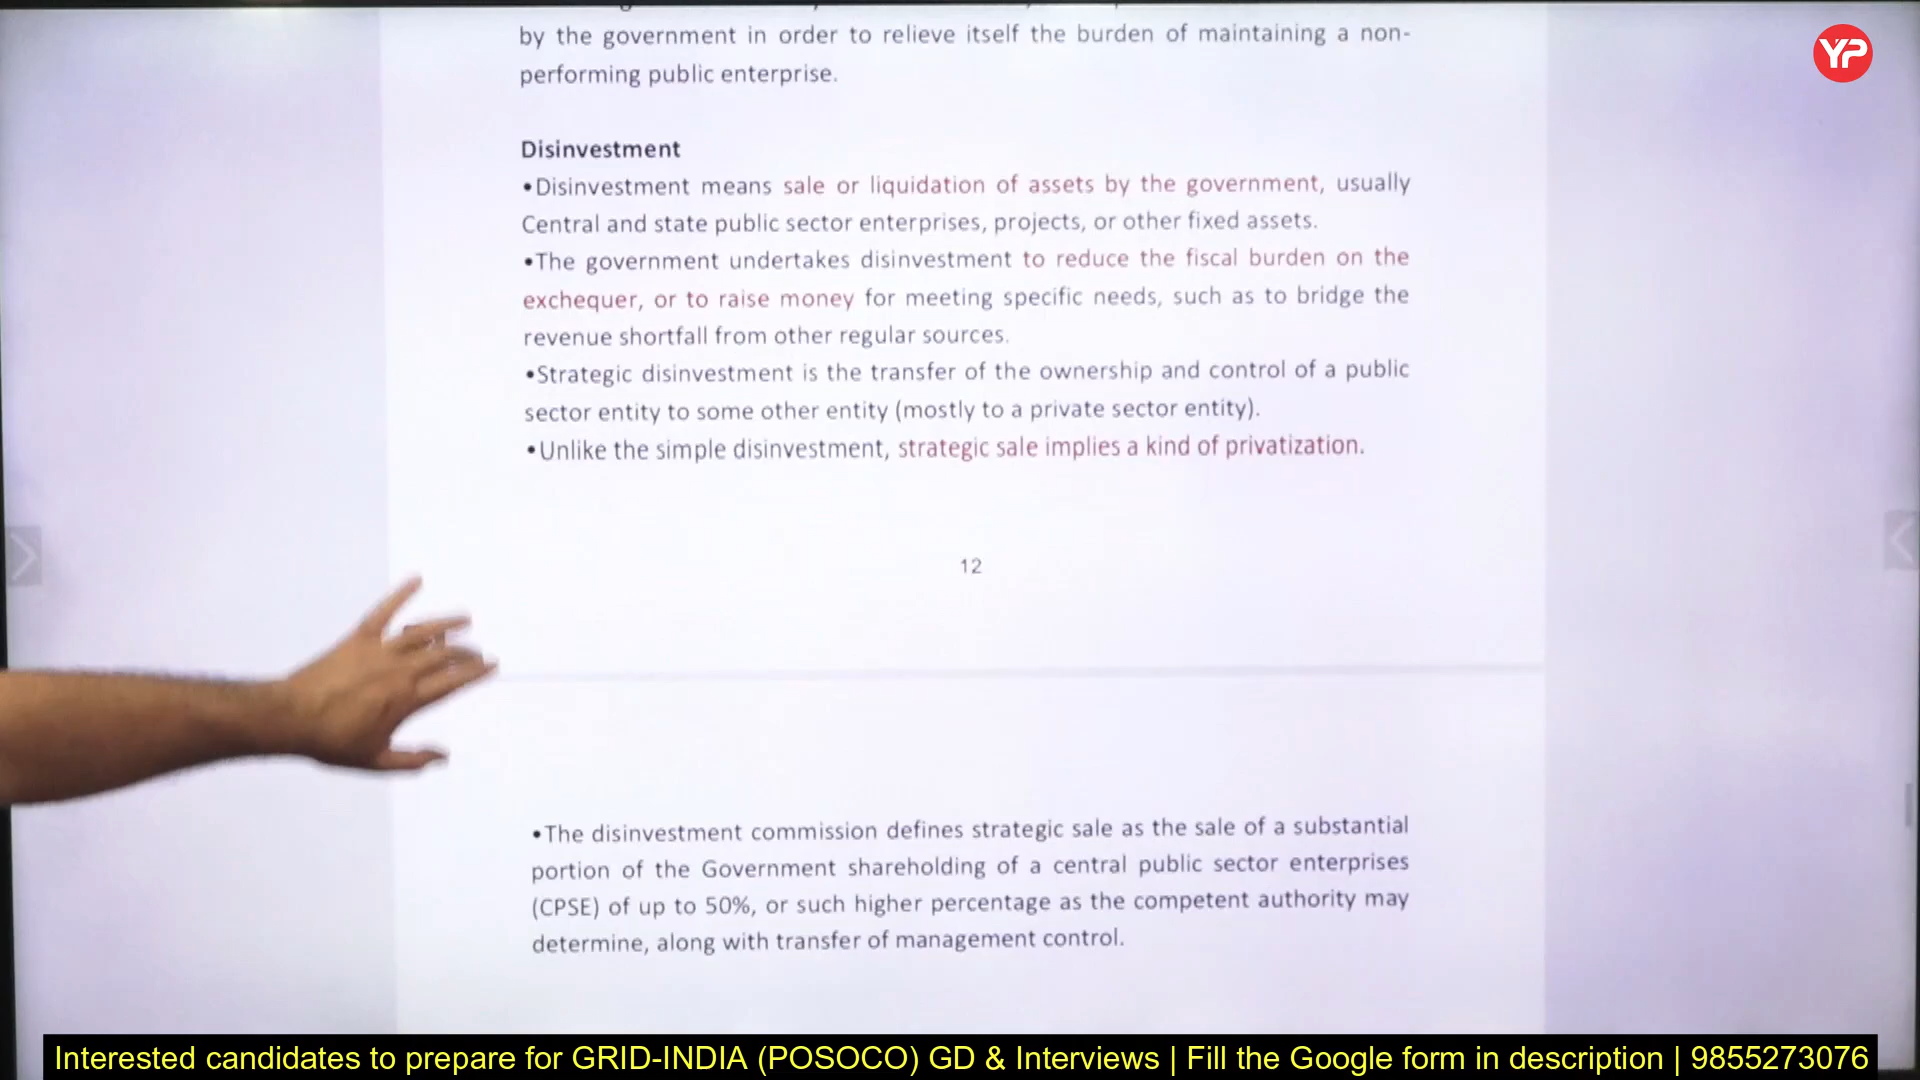 by the government in order to relieve itself the burden of maintaining a non-
performing public enterprise.
YP
Disinvestment
•Disinvestment means sale or liquidation of assets by the government, usually
Central and state public sector enterprises, projects, or other fixed assets.
•The government undertakes disinvestment to reduce the fiscal burden on the
exchequer, or to raise money for meeting specific needs, such as to bridge the
revenue shortfall from other regular sources.
•Strategic disinvestment is the transfer of the ownership and control of a public
sector entity to some other entity (mostly to a private sector entity).
•Unlike the simple disinvestment, strategic sale implies a kind of privatization.
12
•The disinvestment commission defines strategic sale as the sale of a substantial
portion of the Government shareholding of a central public sector enterprises
(CPSE) of up to 50%, or such higher percentage as the competent authority may
determine, along with transfer of management control.
Interested candidates to prepare for GRID-INDIA (POSOCO) GD & Interviews | Fill the Google form in description | 9855273076